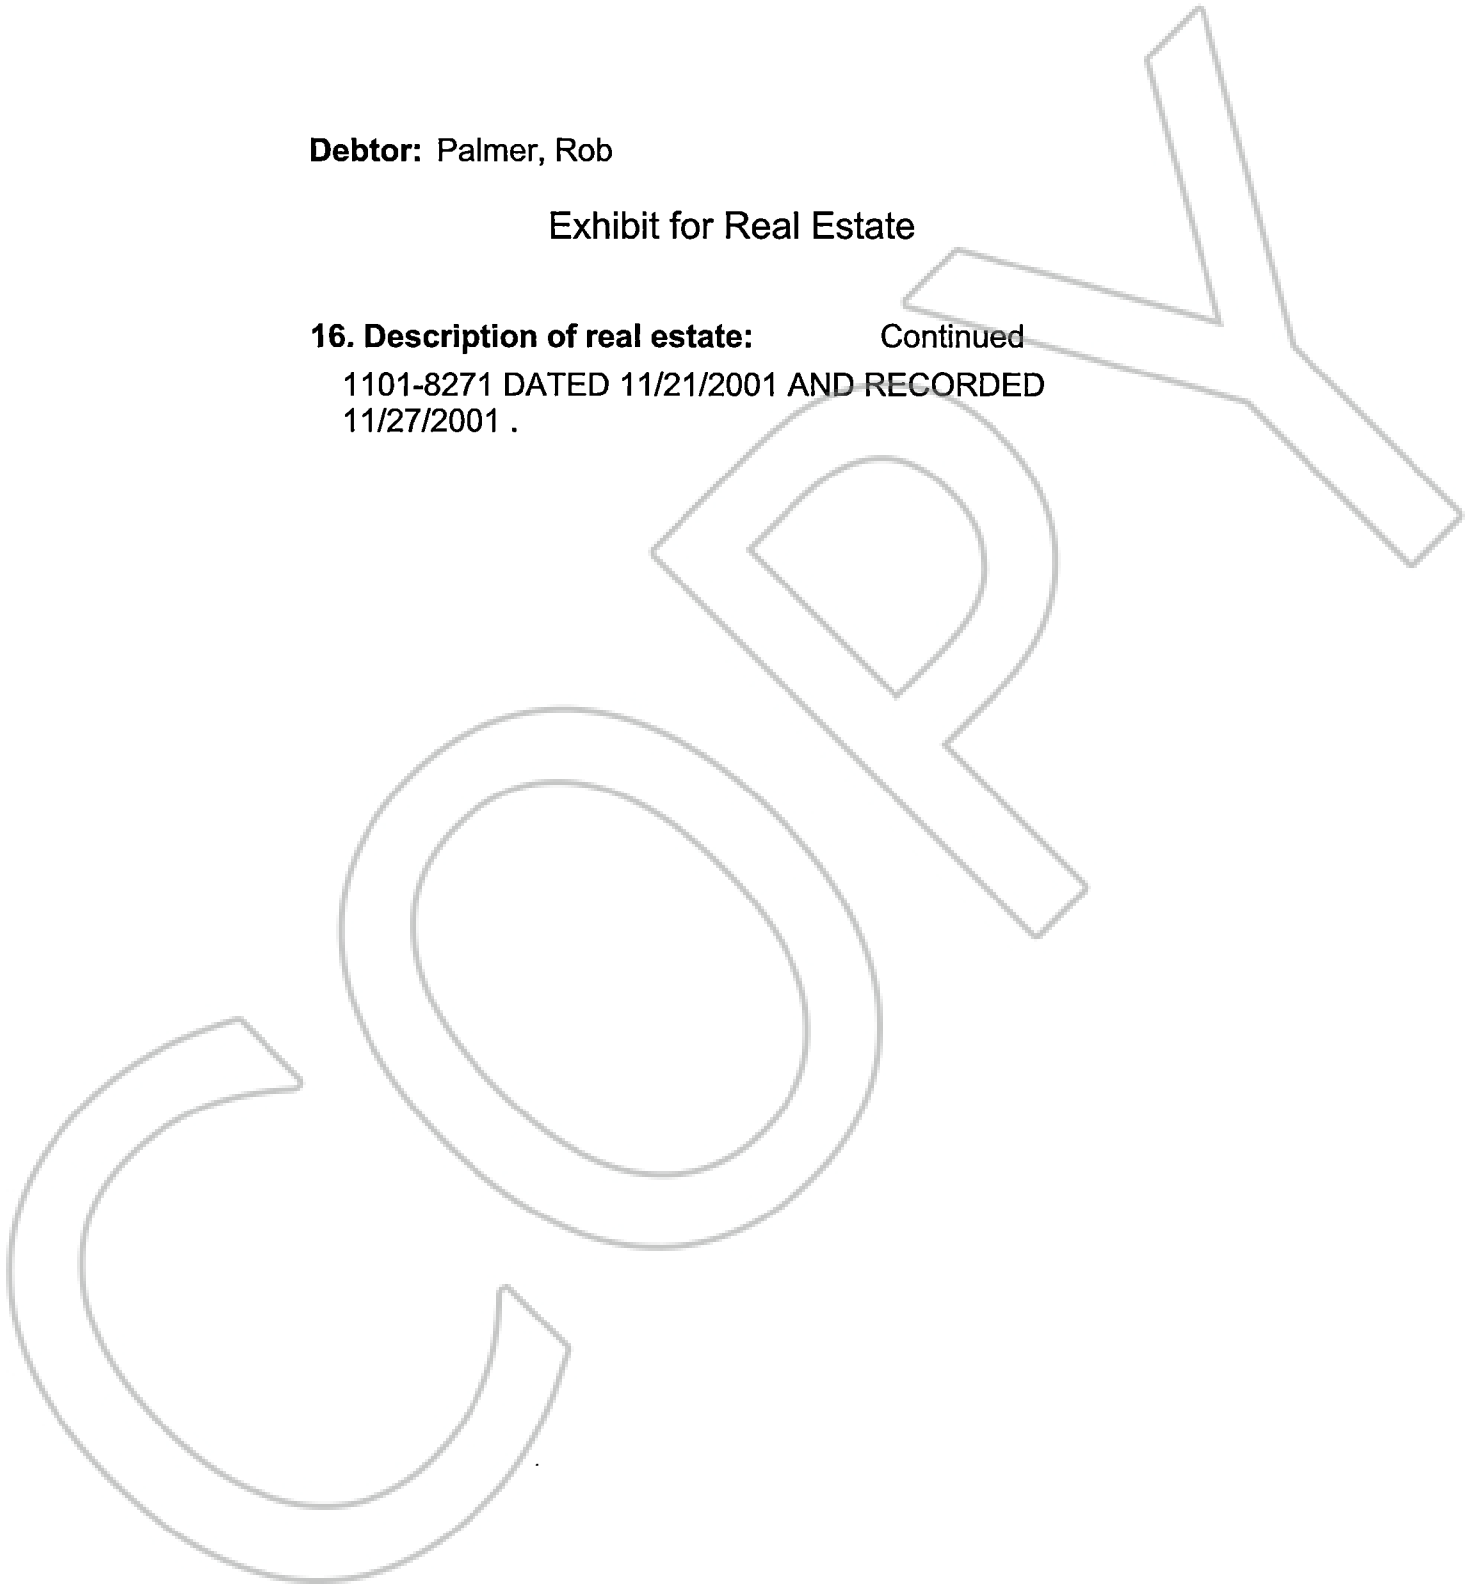 Debtor: Palmer, Rob
Exhibit for Real Estate
16. Description of real estate: Continued
1101-8271 DATED 11/21/2001 AND RECORDED
11/27/2001 .
COPY